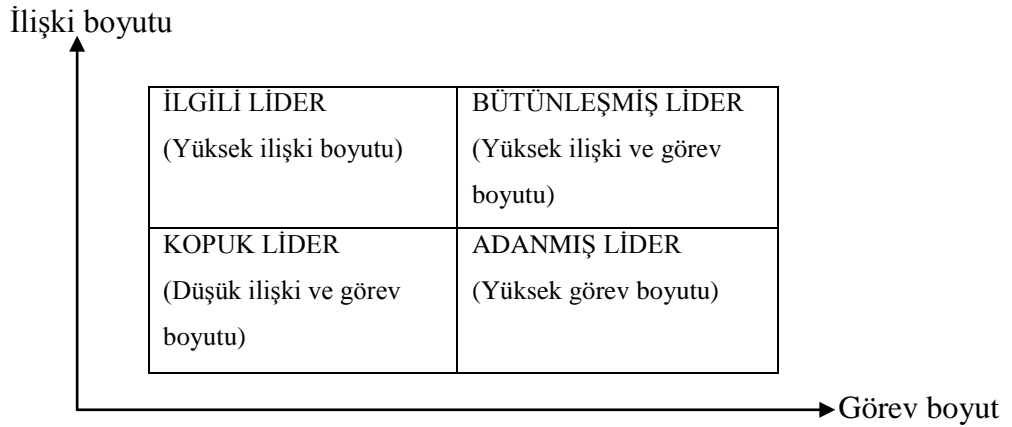 İlişki boyutu
İLGİLİ LİDER
(Yüksek ilişki boyutu)
BÜTÜNLEŞMİŞ LİDER
(Yüksek ilişki ve görev
boyutu)
KOPUK LİDER
(Düşük ilişki ve görev
boyutu)
ADANMIŞ LİDER
(Yüksek görev boyutu)
Görev boyut